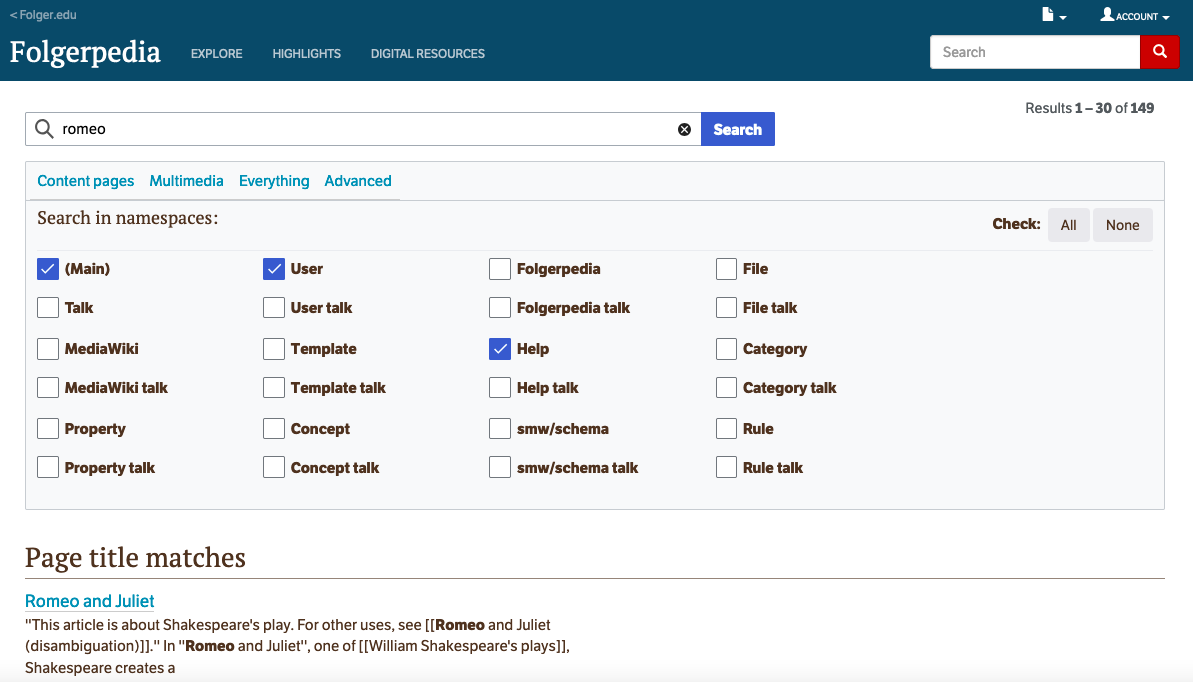 < Folger.edu
ACCOUNT
Folgerpedia EXPLORE HIGHLIGHTS DIGITAL RESOURCES Search
Results 1 – 30 of 149
romeo Search
Content pages Multimedia Everything Advanced
Search in namespaces:
Check: All None
(Main) User Folgerpedia File
Talk User talk Folgerpedia talk File talk
MediaWiki Template Help Category
MediaWiki talk Template talk Help talk Category talk
Property Concept smw/schema Rule
Property talk Concept talk smw/schema talk Rule talk
Page title matches
Romeo and Juliet
"This article is about Shakespeare's play. For other uses, see [[Romeo and Juliet
(disambiguation)]]." In "Romeo and Juliet", one of [[William Shakespeare's plays]],
Shakespeare creates a